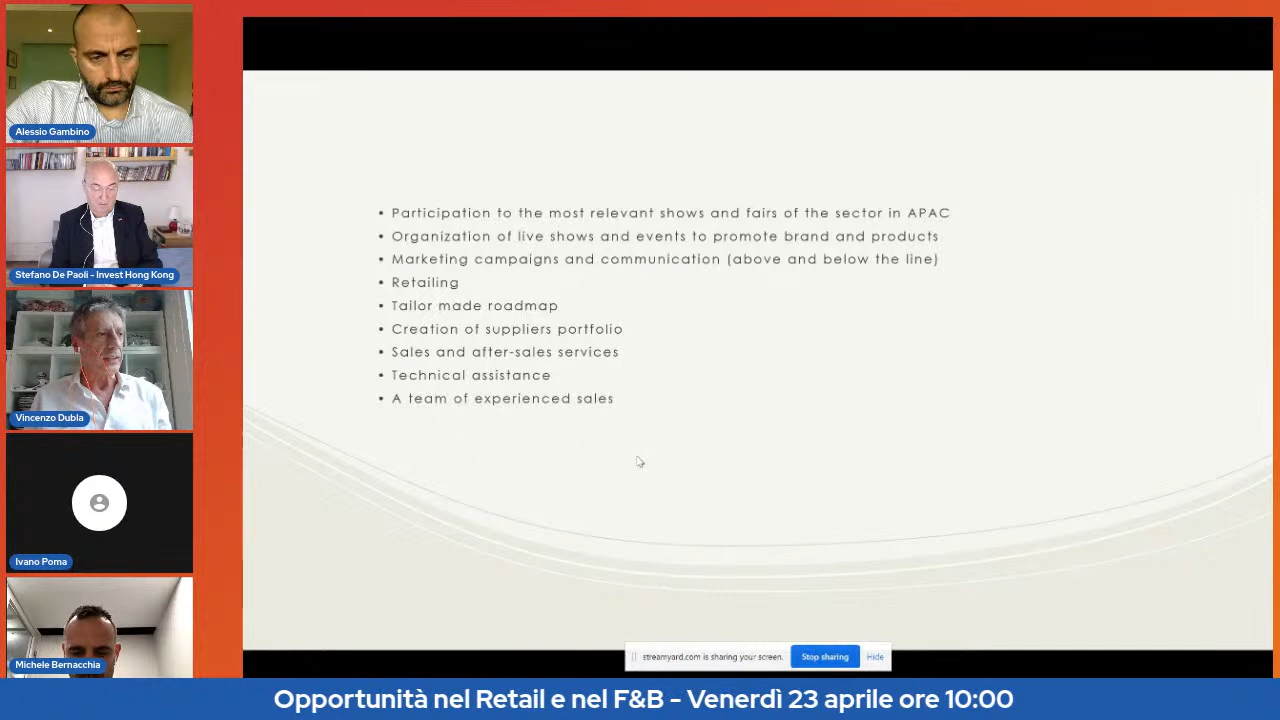 Alessio Gambino
Stefano De Paoli - Invest Hong Kong
Vincenzo Dubla
Ivano Poma
Michele Bernacchia
• Participation to the most relevant shows and fairs of the sector in APAC
• Organization of live shows and events to promote brand and products
• Marketing campaigns and communication (above and below the line)
• Retailing
• Tailor made roadmap
• Creation of suppliers portfolio
• Sales and after-sales services
• Technical assistance
• A team of experienced sales
streamyard.com is sharing your screen. Stop sharing Hide
Opportunità nel Retail e nel F&B - Venerdì 23 aprile ore 10:00